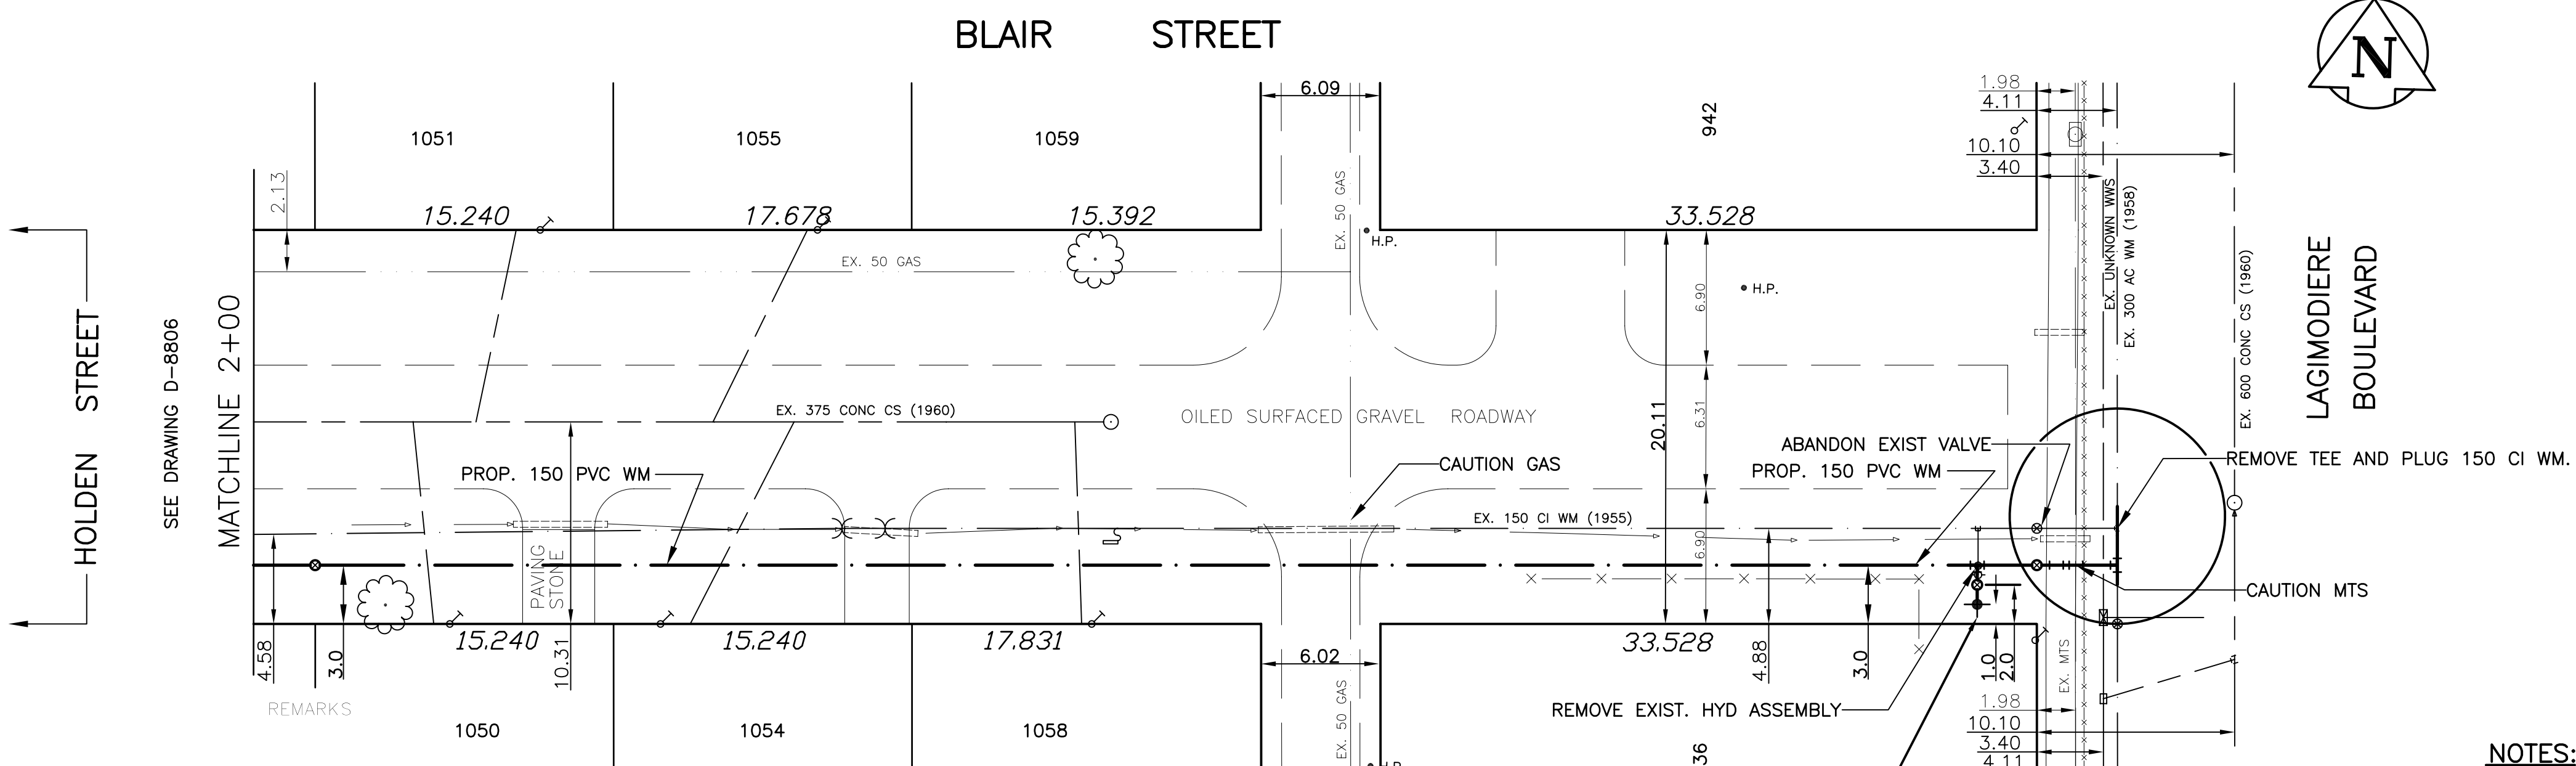 BLAIR STREET
N
1051
1055
1059
6.09
942
1.98
4.11
10.10
3.40
2.13
15.240
17.678
15.392
33.528
EX. 50 GAS
H.P.
EX. 50 GAS
H.P.
EX. UNKNOWN WWS
EX. 300 AC WM (1958)
EX. 600 CONC CS (1960)
LAGIMODIERE
BOULEVARD
HOLDEN STREET
SEE DRAWING D-8806
MATCHLINE 2+00
6.90
6.31
6.90
20.11
EX. 375 CONC CS (1960)
OILED SURFACED GRAVEL ROADWAY
ABANDON EXIST VALVE
PROP. 150 PVC WM
CAUTION GAS
PROP. 150 PVC WM
REMOVE TEE AND PLUG 150 CI WM.
EX. 150 CI WM (1955)
PAVING
STONE
CAUTION MTS
4.58
3.0
10.31
15.240
15.240
17.831
6.02
33.528
4.88
3.0
1.0
2.0
EX. MTS
REMARKS
EX. 50 GAS
REMOVE EXIST. HYD ASSEMBLY
1.98
10.10
3.40
4.11
1050
1054
1058
36
H.P.
NOTES: